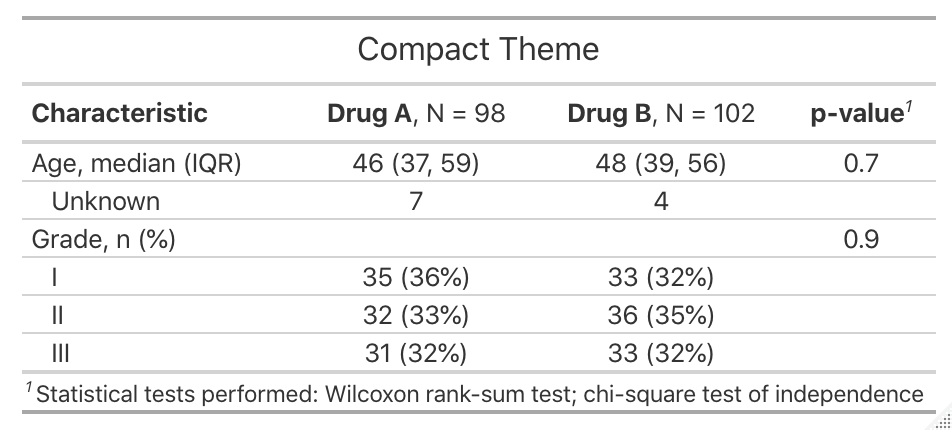 Compact Theme
Characteristic Drug A, N = 98 Drug B, N = 102 p-value1
Age, median (IQR) 46 (37, 59) 48 (39, 56) 0.7
Unknown 7 4
Grade, n (%) 0.9
I 35 (36%) 33 (32%)
II 32 (33%) 36 (35%)
III 31 (32%) 33 (32%)
1 Statistical tests performed: Wilcoxon rank-sum test; chi-square test of independence